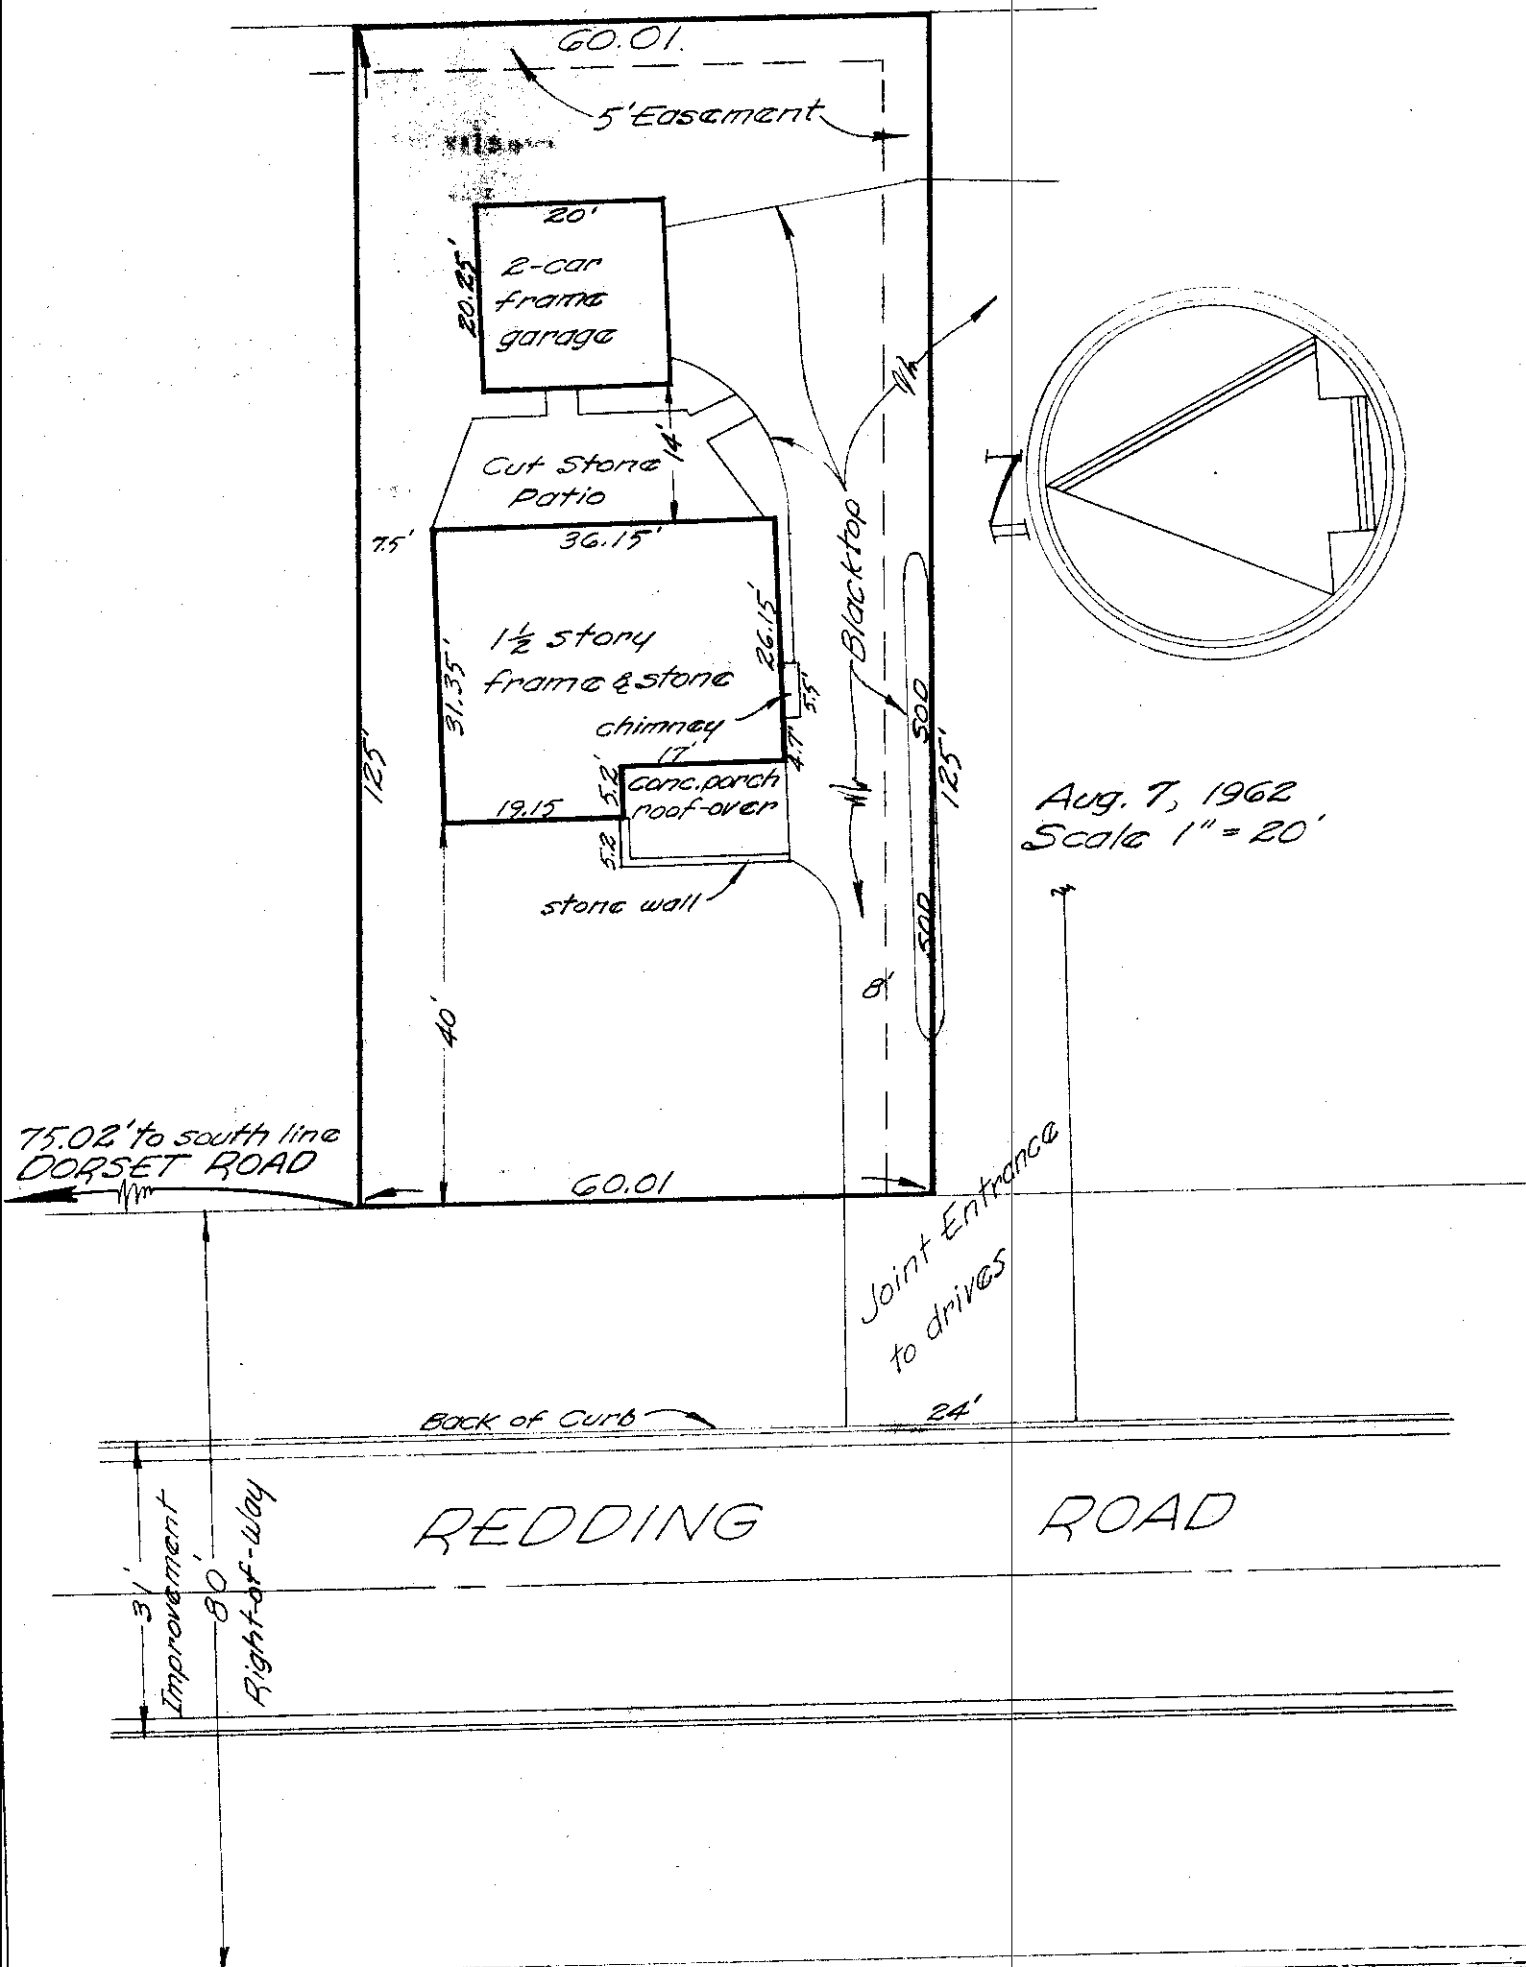 60.01.
5' Easement
20'
20.25'
2-car
frame
garage
14'
Cut Stone
Patio
7.5'
36.15'
N
Blacktop
1½ story
frame & stone
26.15'
31.35'
chimney
5.5'
4.7'
17'
5.2'
conc. porch
roof-over
19.15
5.2
stone wall
SOD
SOD
125'
125'
Aug. 7, 1962
Scale 1" = 20'
8'
40'
75.02' to south line
DORSET ROAD
60.01
Joint Entrance
to drives
Back of Curb
24'
REDDING ROAD
31'
Improvement
80'
Right-of-Way